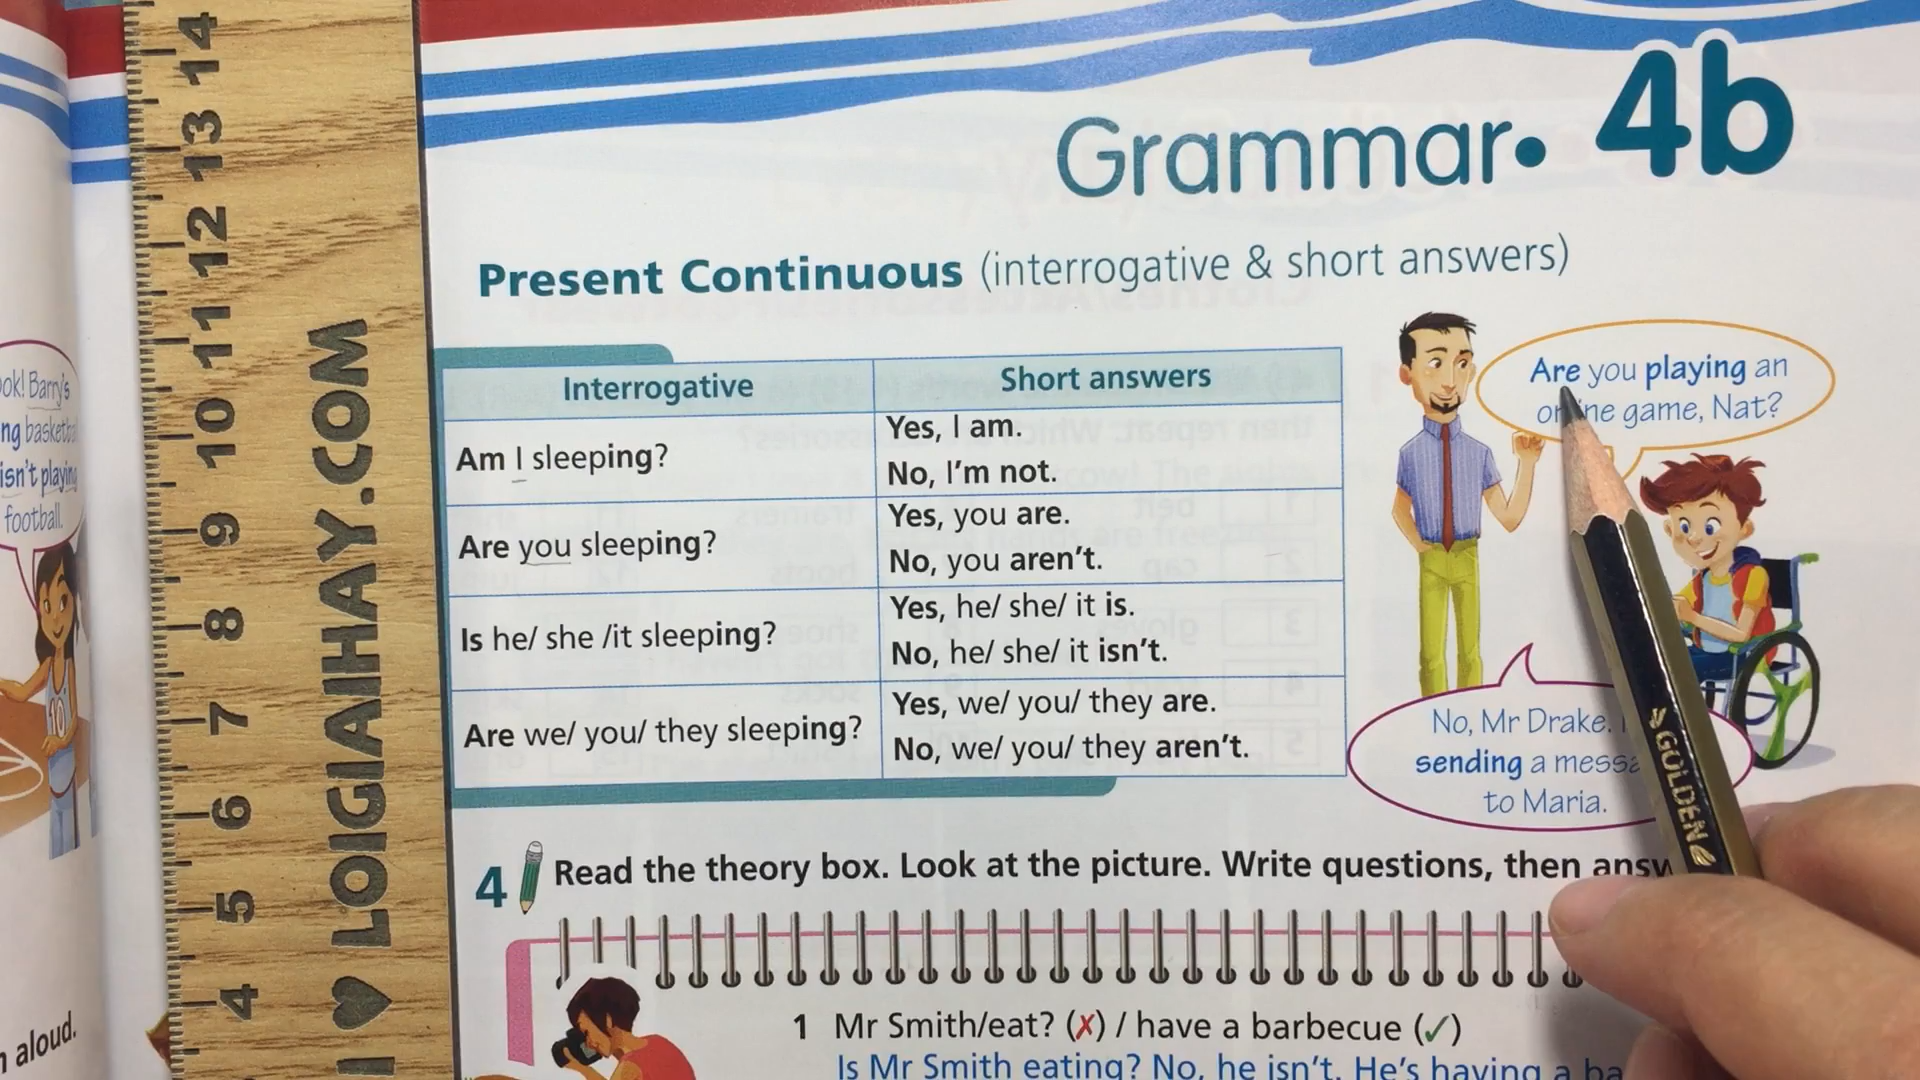 Grammar• 4b
Present Continuous (interrogative & short answers)
Interrogative
Short answers
Am I sleeping?
Yes, I am.
No, I'm not.
Are you sleeping?
Yes, you are.
No, you aren't.
Is he/ she /it sleeping?
Yes, he/ she/ it is.
No, he/ she/ it isn't.
Are we/ you/ they sleeping?
Yes, we/ you/ they are.
No, we/ you/ they aren't.
Are you playing an
game, Nat?
No, Mr Drake.
sending a
to Maria.
4 Read the theory box. Look at the picture. Write questions, then
1 Mr Smith/eat? (✗) / have a barbecue (✓)
Is Mr Smith eating? No, he isn't. He's having a
Barry's
isn't playing
football.
10
aloud.
14
13
12
11
10
9
8
7
6
5
4
I ♥ LOIGIAIHAY.COM
GOLDEN